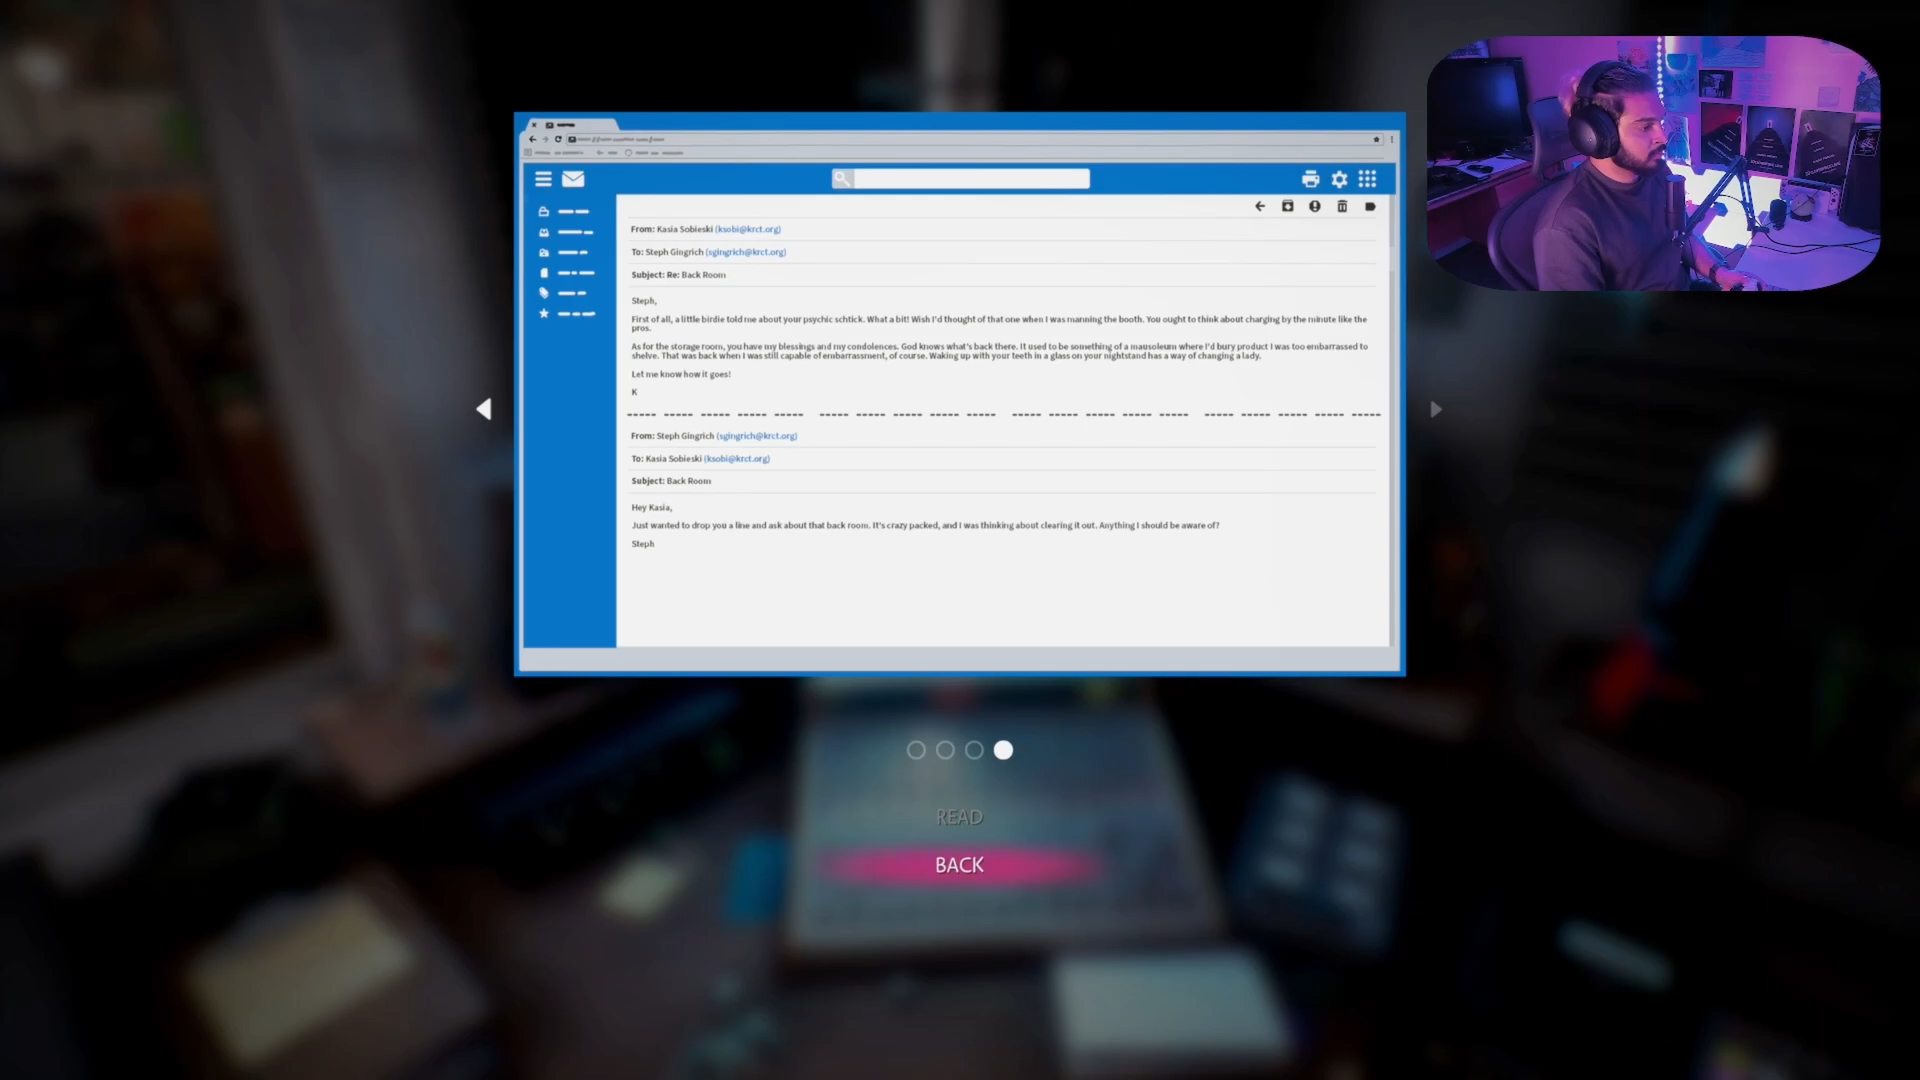 From: Kasia Sobieski (ksobi@krct.org)
To: Steph Gingrich (sgingrich@krct.org)
Subject: Re: Back Room
Steph,
First of all, a little birdie told me about your psychic schtick. What a bit! Wish I'd thought of that one when I was manning the booth. You ought to think about charging by the minute like the
pros.
As for the storage room, you have my blessings and my condolences. God knows what's back there. It used to be something of a mausoleum where I'd bury product I was too embarrassed to
shelve. That was back when I was still capable of embarrassment, of course. Waking up with your teeth in a glass on your nightstand has a way of changing a lady.
Let me know how it goes!
K
From: Steph Gingrich (sgingrich@krct.org)
To: Kasia Sobieski (ksobi@krct.org)
Subject: Back Room
Hey Kasia,
Just wanted to drop you a line and ask about that back room. It's crazy packed, and I was thinking about clearing it out. Anything I should be aware of?
Steph
READ
BACK